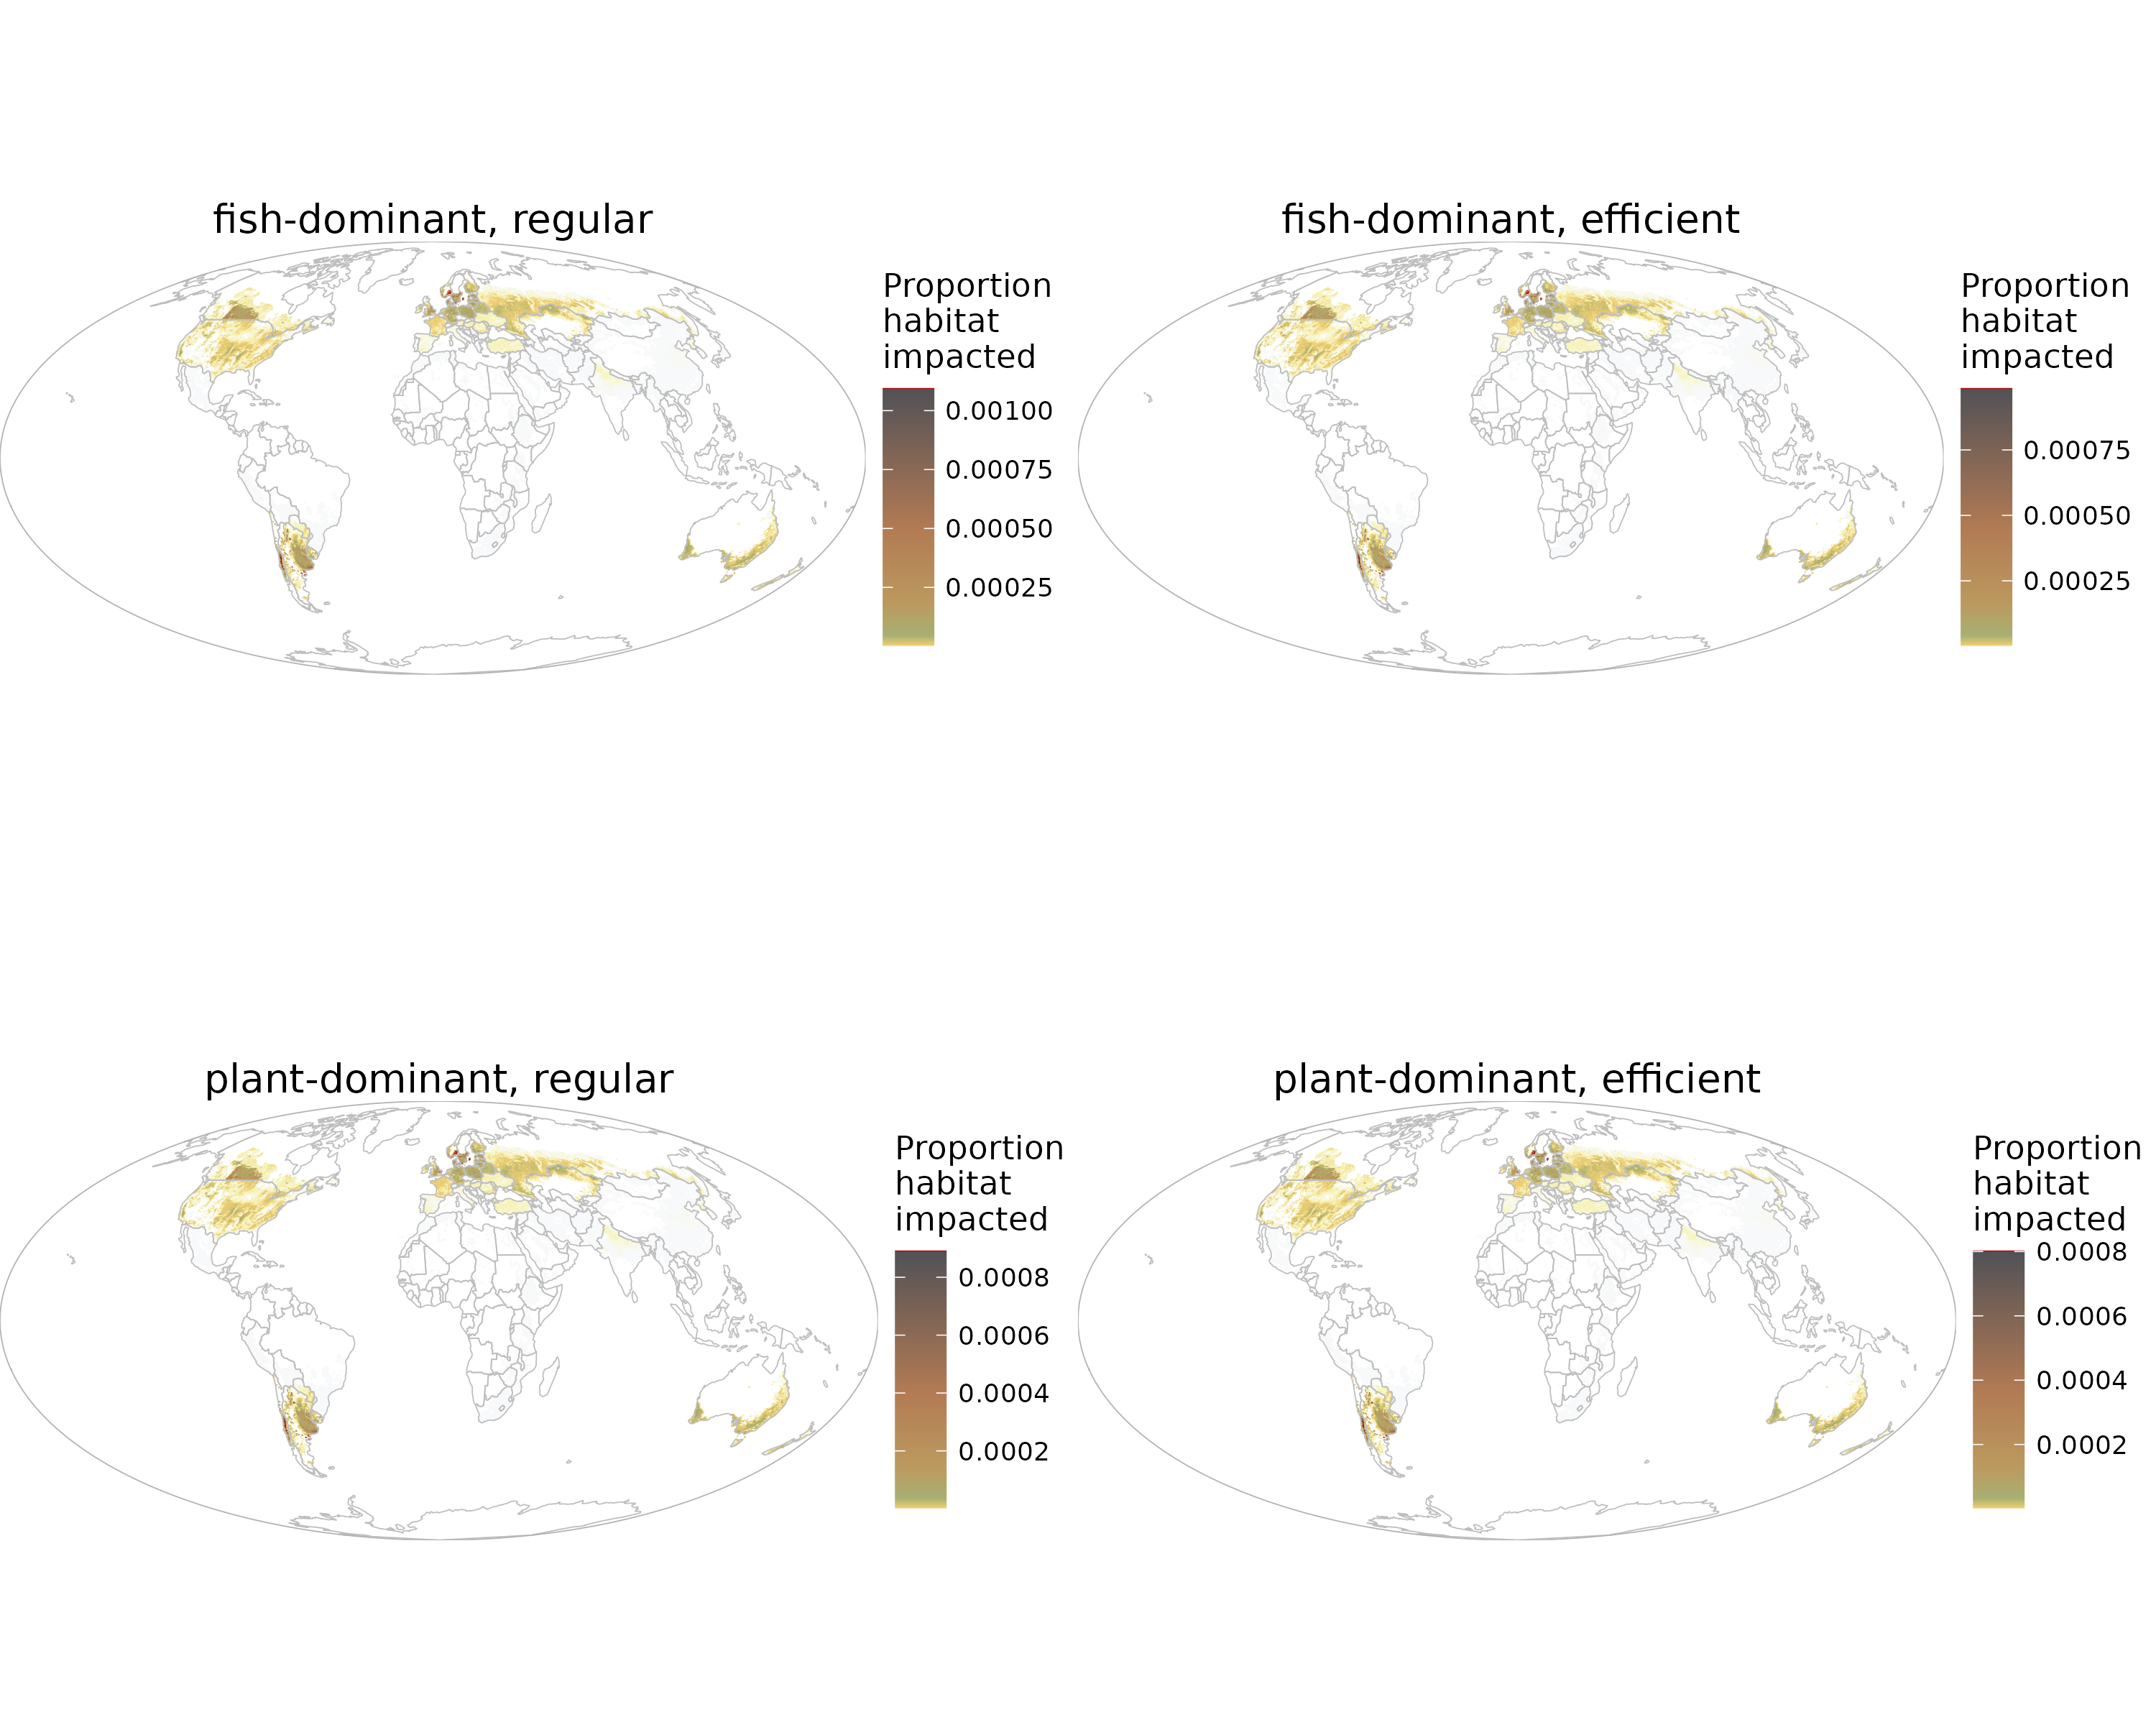 fish-dominant, regular
Proportion
habitat
impacted
0.00100
0.00075
0.00050
0.00025
fish-dominant, efficient
Proportion
habitat
impacted
0.00075
0.00050
0.00025
plant-dominant, regular
Proportion
habitat
impacted
0.0008
0.0006
0.0004
0.0002
plant-dominant, efficient
Proportion
habitat
impacted
0.0008
0.0006
0.0004
0.0002